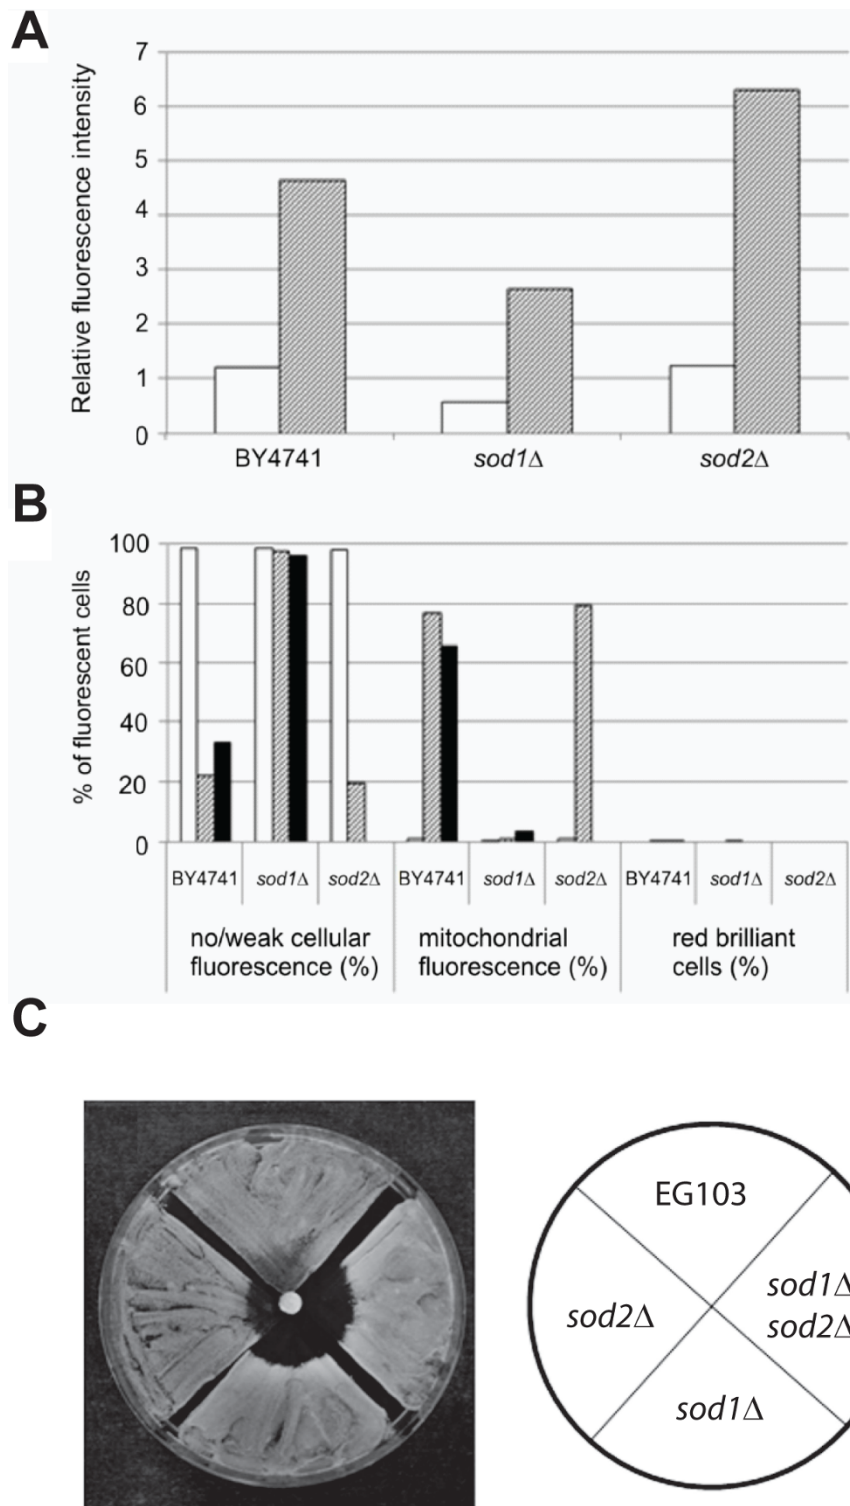 A
Relative fluorescence intensity
7
6
5
4
3
2
1
0
BY4741 sod1Δ sod2Δ
B
% of fluorescent cells
100
80
60
40
20
0
BY4741 sod1Δ sod2Δ BY4741 sod1Δ sod2Δ BY4741 sod1Δ sod2Δ
no/weak cellular mitochondrial red brilliant
fluorescence (%) fluorescence (%) cells (%)
C
EG103
sod1Δ
sod2Δ
sod2Δ
sod1Δ